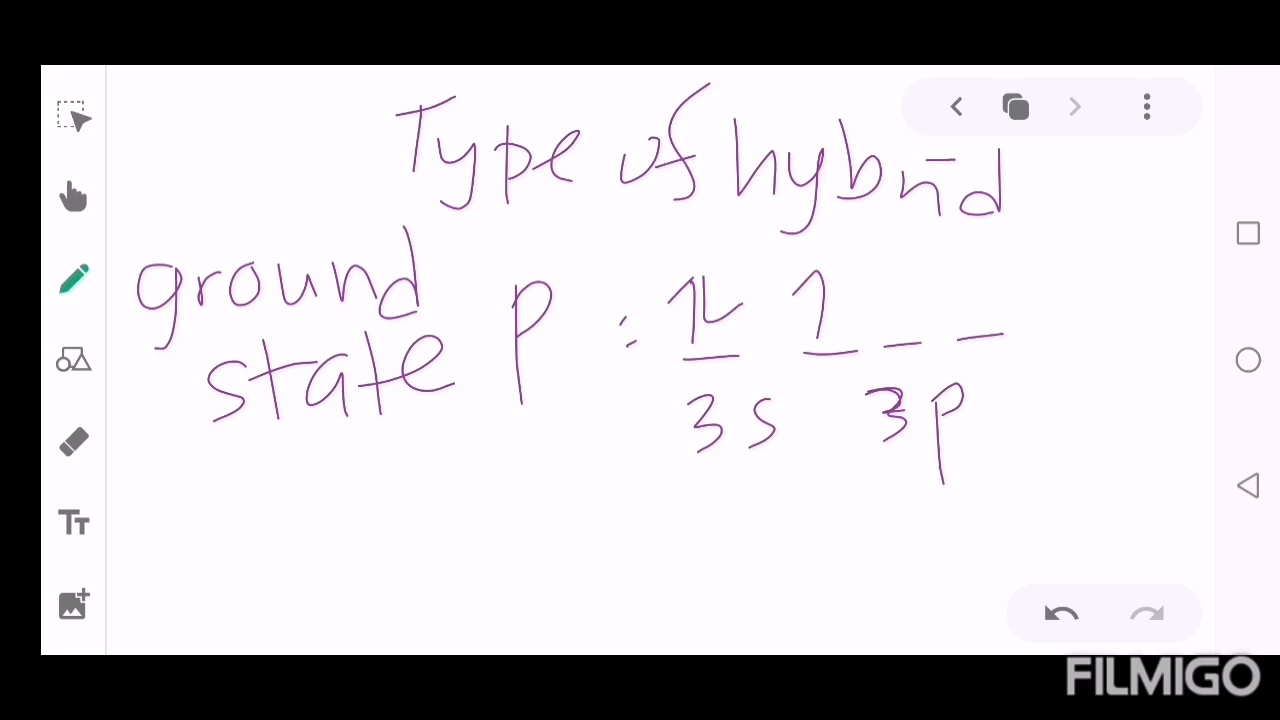 Type of hybrid
ground
state P : 1L 1 _ _
3s 3p
FILMIGO